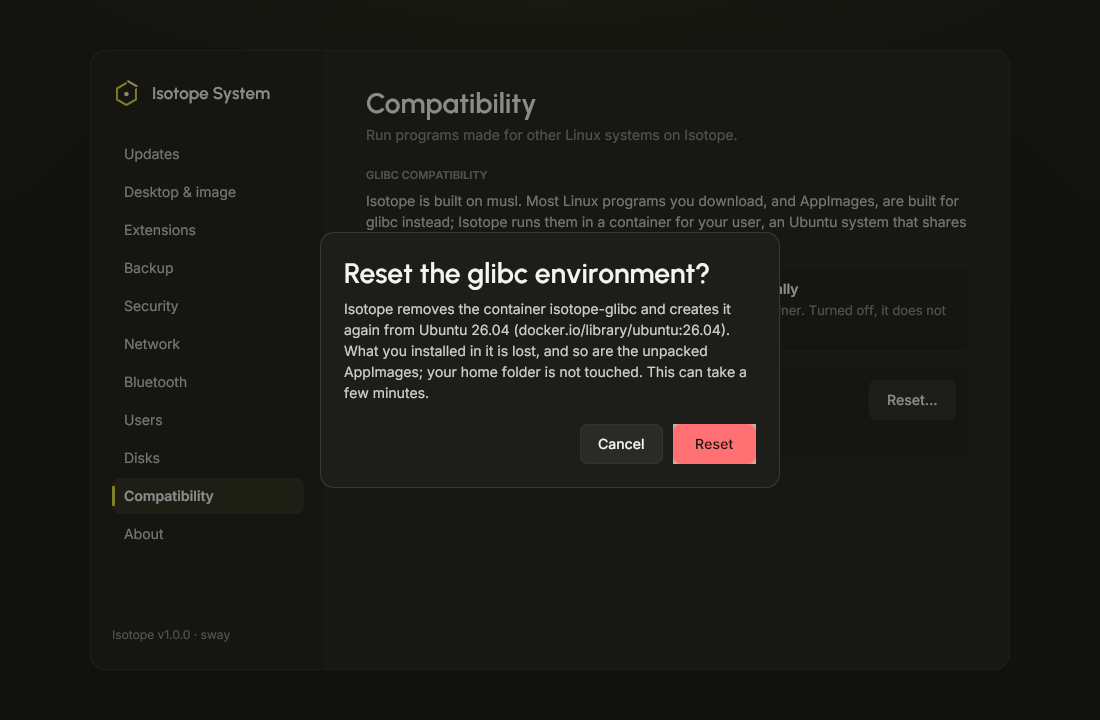 Isotope System
Updates
Desktop & image
Extensions
Backup
Security
Network
Bluetooth
Users
Disks
Compatibility
About
Isotope v1.0.0 · sway
Compatibility
Run programs made for other Linux systems on Isotope.
GLIBC COMPATIBILITY
Isotope is built on musl. Most Linux programs you download, and AppImages, are built for
glibc instead; Isotope runs them in a container for your user, an Ubuntu system that shares
Turned off, it does not
Reset...
Reset the glibc environment?
Isotope removes the container isotope-glibc and creates it
again from Ubuntu 26.04 (docker.io/library/ubuntu:26.04).
What you installed in it is lost, and so are the unpacked
AppImages; your home folder is not touched. This can take a
few minutes.
Cancel
Reset